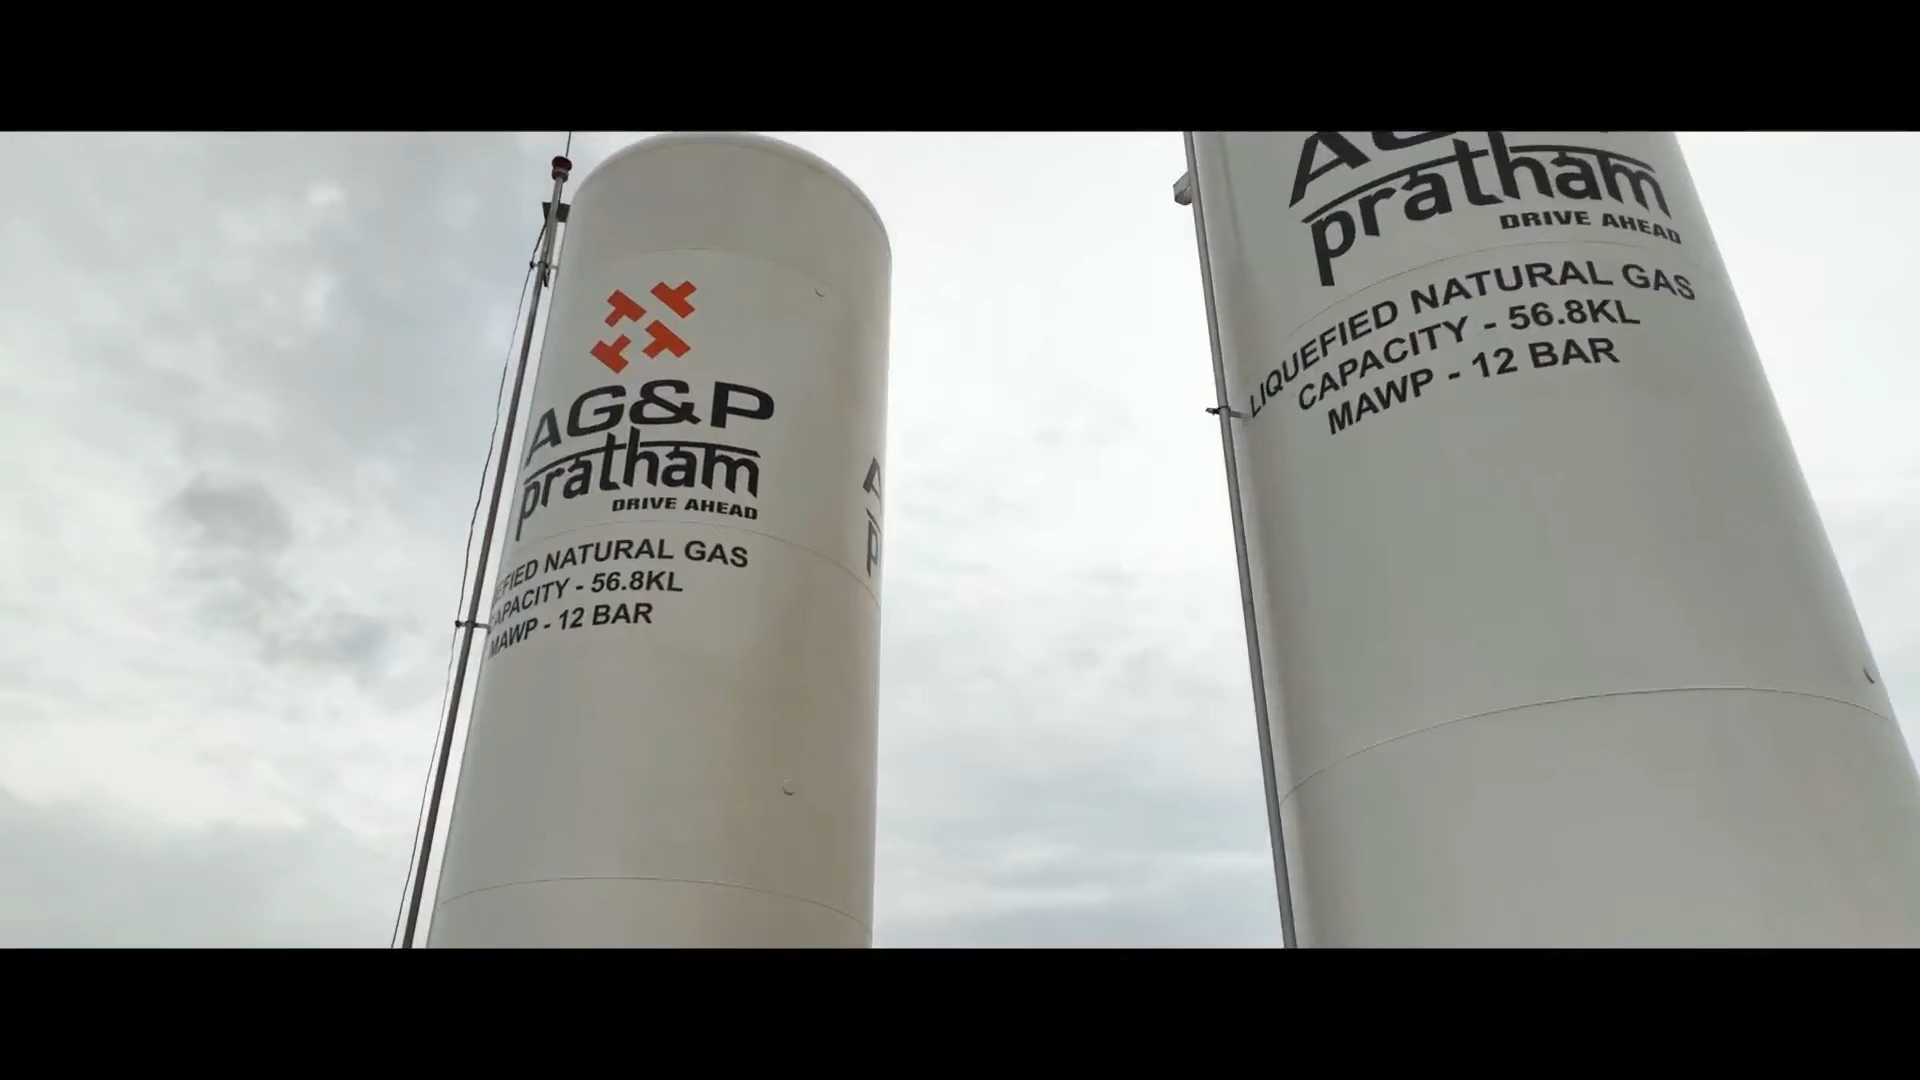 AG&P
pratham
DRIVE AHEAD
NATURAL GAS
CAPACITY - 56.8KL
MAWP - 12 BAR
pratham
DRIVE AHEAD
LIQUEFIED NATURAL GAS
CAPACITY - 56.8KL
MAWP - 12 BAR